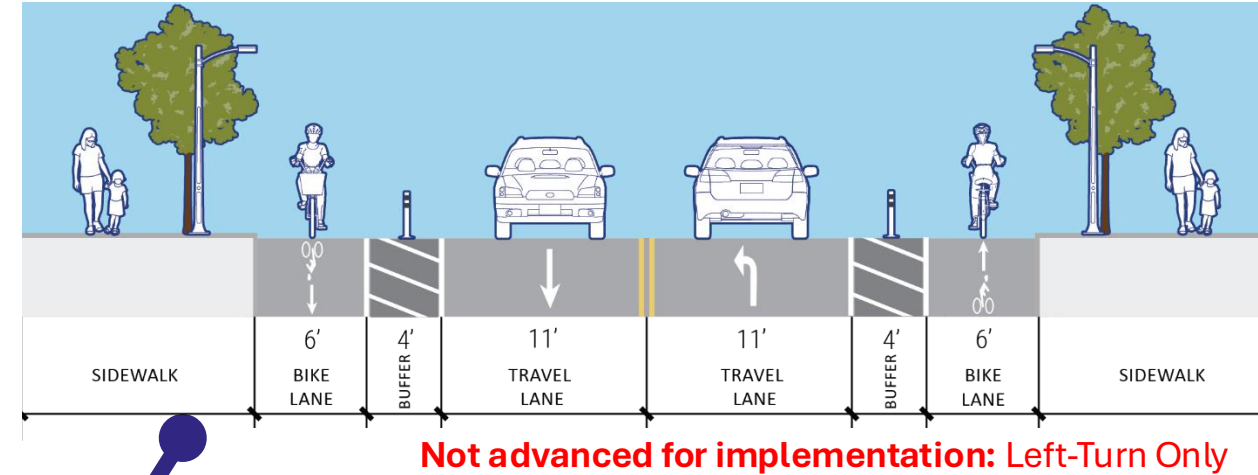 6’ 4’ 11’ 11’ 4’ 6’
SIDEWALK BIKE LANE BUFFER TRAVEL LANE TRAVEL LANE BUFFER BIKE LANE SIDEWALK
Not advanced for implementation: Left-Turn Only